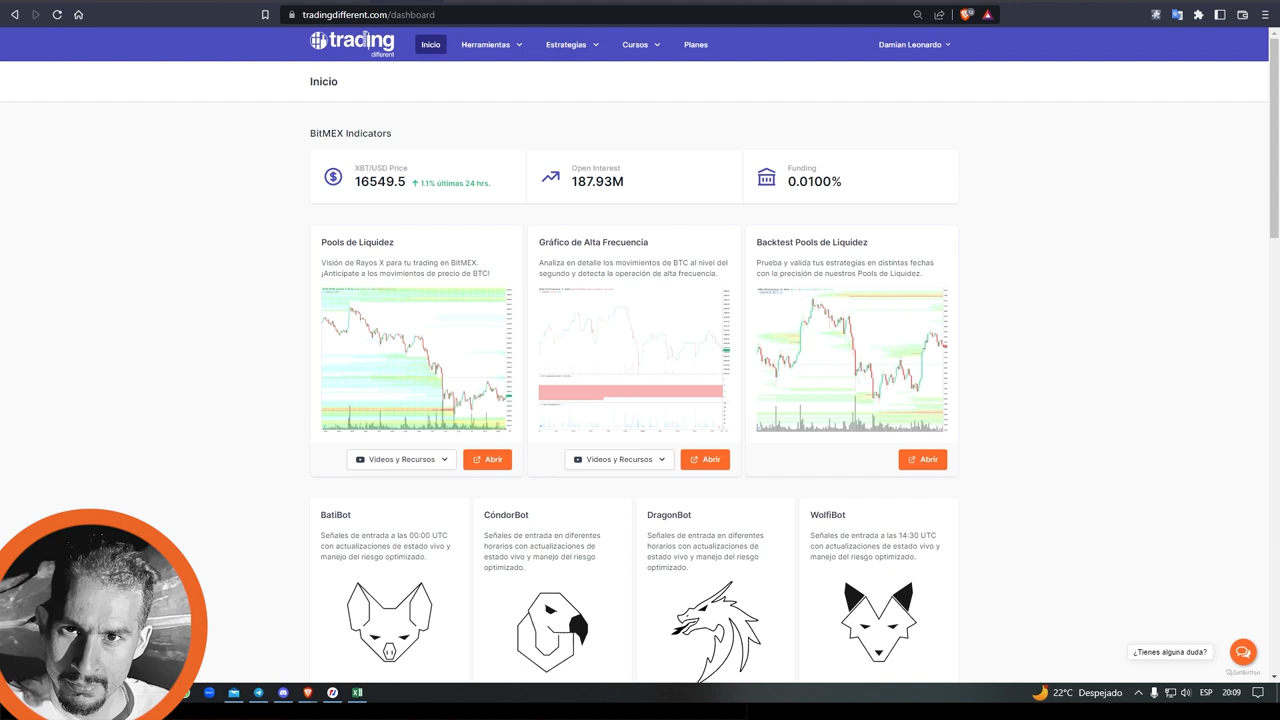 tradingdifferent.com/dashboard
trading
different
Inicio
Herramientas
Estrategias
Cursos
Planes
Damian Leonardo
Inicio
BitMEX Indicators
XBT/USD Price
16549.5
1.1% últimas 24 hrs.
Open Interest
187.93M
Funding
0.0100%
Pools de Liquidez
Visión de Rayos X para tu trading en BitMEX.
¡Anticípate a los movimientos de precio de BTC!
Videos y Recursos
Abrir
Gráfico de Alta Frecuencia
Analiza en detalle los movimientos de BTC al nivel del
segundo y detecta la operación de alta frecuencia.
Videos y Recursos
Abrir
Backtest Pools de Liquidez
Prueba y valida tus estrategias en distintas fechas
con la precisión de nuestros Pools de Liquidez.
Abrir
BatiBot
Señales de entrada a las 00:00 UTC
con actualizaciones de estado vivo y
manejo del riesgo optimizado.
CóndorBot
Señales de entrada en diferentes
horarios con actualizaciones de
estado vivo y manejo del riesgo
optimizado.
DragonBot
Señales de entrada en diferentes
horarios con actualizaciones de
estado vivo y manejo del riesgo
optimizado.
WolfiBot
Señales de entrada a las 14:30 UTC
con actualizaciones de estado vivo y
manejo del riesgo optimizado.
¿Tienes alguna duda?
GetButton
22°C Despejado
ESP
20:09